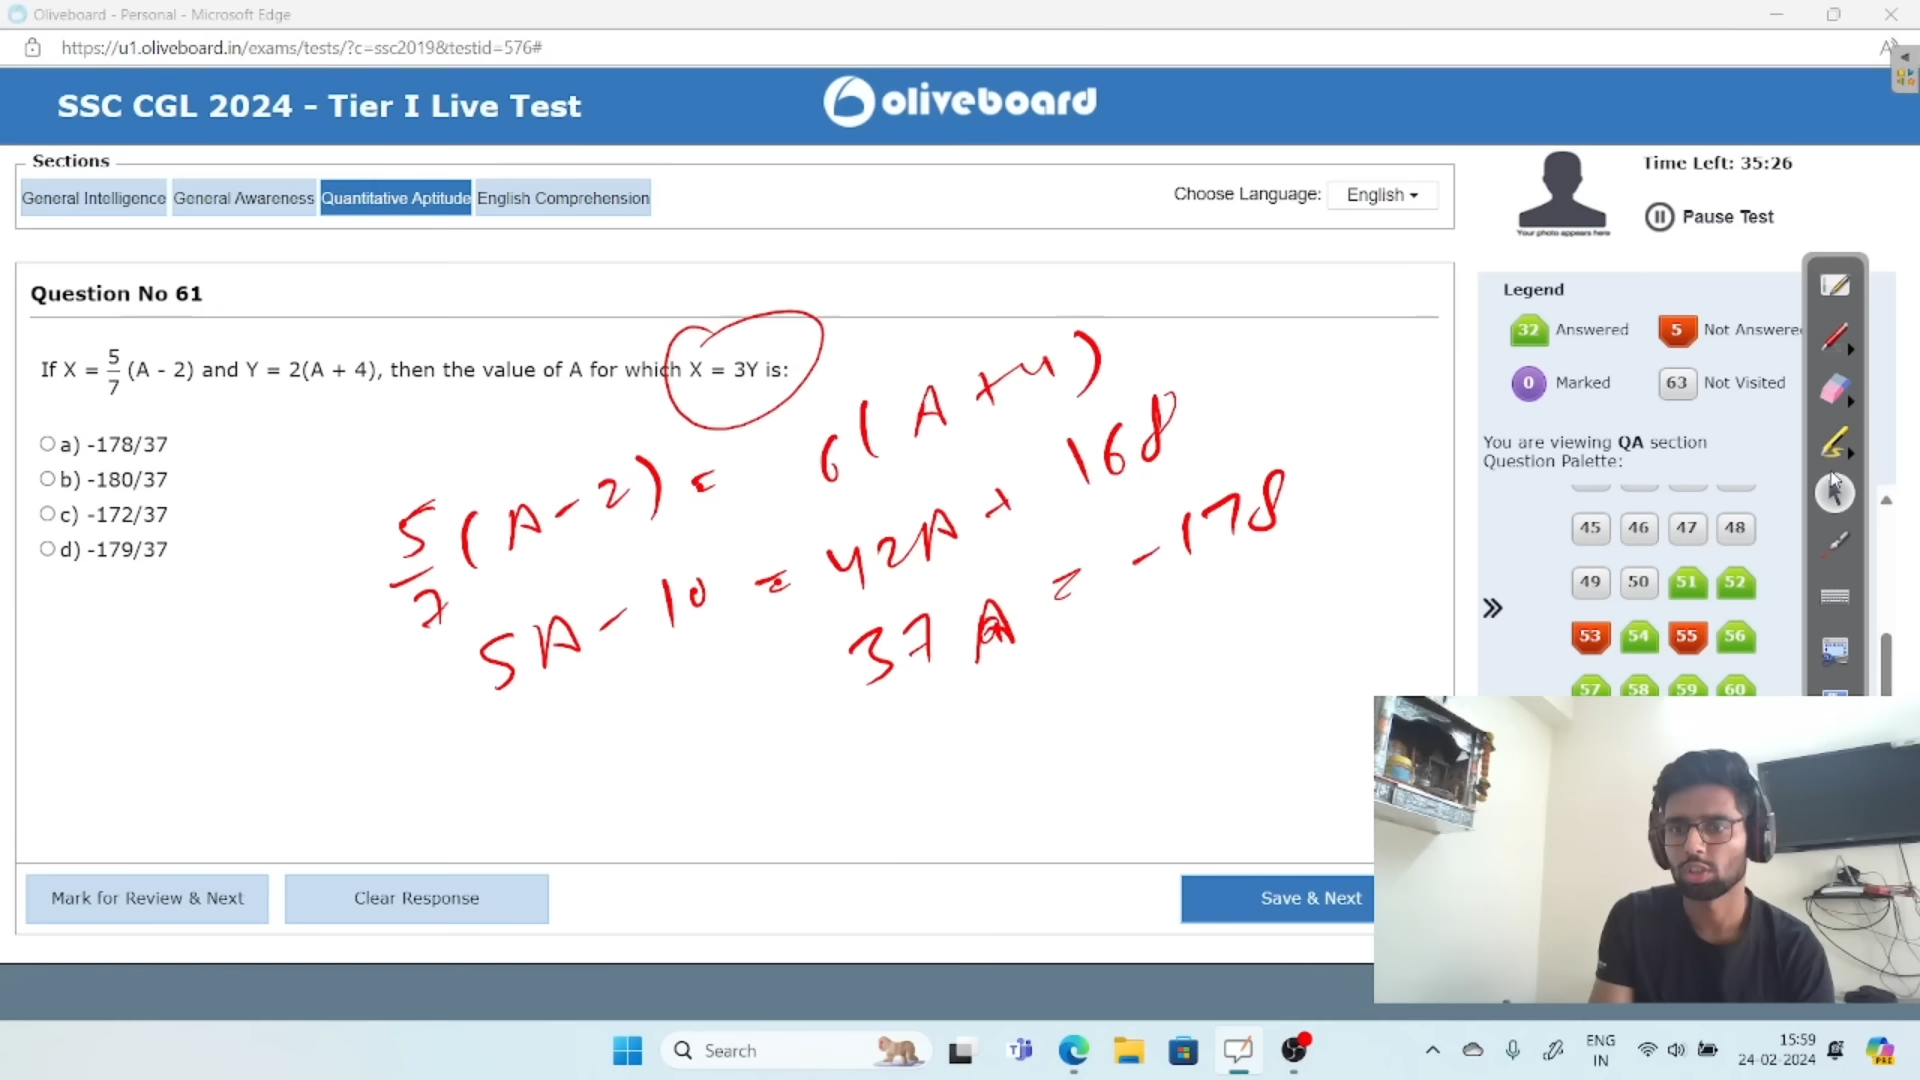 Oliveboard - Personal - Microsoft Edge
https://u1.oliveboard.in/exams/tests/?c=ssc2019&testid=576#
SSC CGL 2024 - Tier I Live Test
oliveboard
Sections
General Intelligence General Awareness Quantitative Aptitude English Comprehension
Choose Language: English
Your photo appears here
Time Left: 35:26
Pause Test
Question No 61
If X = 5/7 (A - 2) and Y = 2(A + 4), then the value of A for which X = 3Y is:
a) -178/37
b) -180/37
c) -172/37
d) -179/37
5/7 (A - 2) = 6(A + 4)
5A - 10 = 42A + 168
37A = -178
Legend
32 Answered 5 Not Answere
0 Marked 63 Not Visited
You are viewing QA section
Question Palette:
45 46 47 48
49 50 51 52
53 54 55 56
57 58 59 60
Mark for Review & Next
Clear Response
Save & Next
Search
ENG
IN
15:59
24-02-2024
PRE